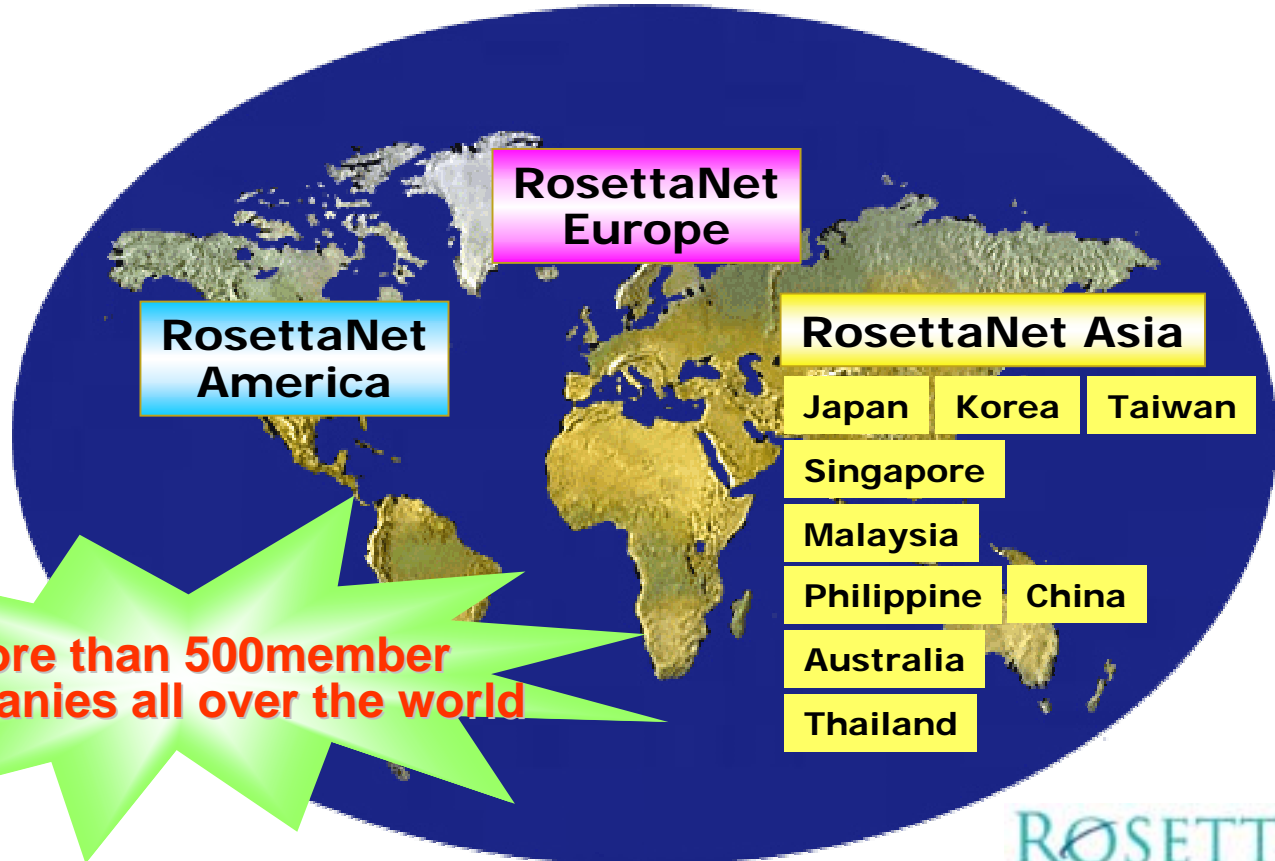 RosettaNet
Europe
RosettaNet
America
RosettaNet Asia
Japan Korea Taiwan
Singapore
Malaysia
Philippine China
Australia
Thailand
ore than 500member
anies all over the world
ROSETT